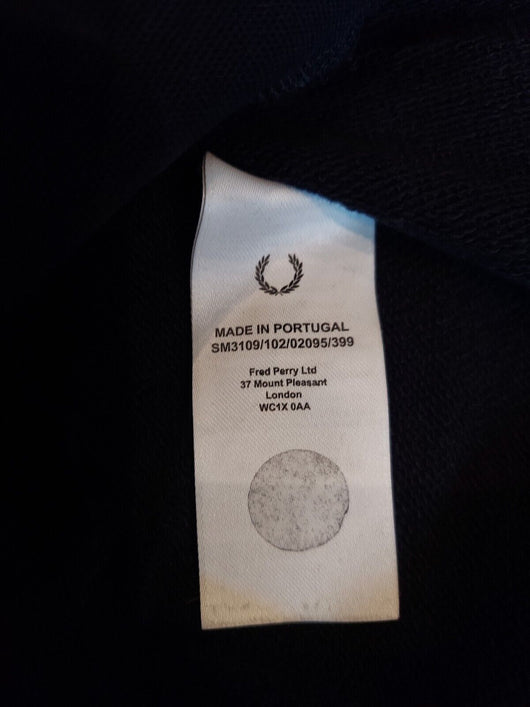 MADE IN PORTUGAL
SM3109/102/02095/399
Fred Perry Ltd
37 Mount Pleasant
London
WC1X 0AA